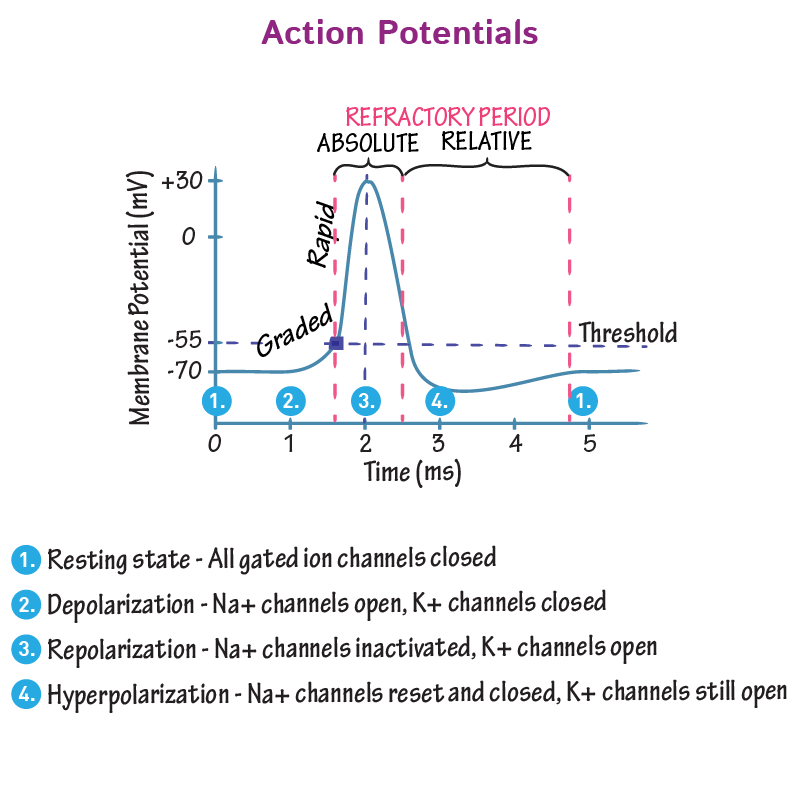 Action Potentials
REFRACTORY PERIOD
ABSOLUTE RELATIVE
Membrane Potential (mV)
+30
0
-55
-70
Rapid
Graded
Threshold
1. 2. 3. 4. 1.
0 1 2 3 4 5
Time (ms)
1. Resting state - All gated ion channels closed
2. Depolarization - Na+ channels open, K+ channels closed
3. Repolarization - Na+ channels inactivated, K+ channels open
4. Hyperpolarization - Na+ channels reset and closed, K+ channels still open